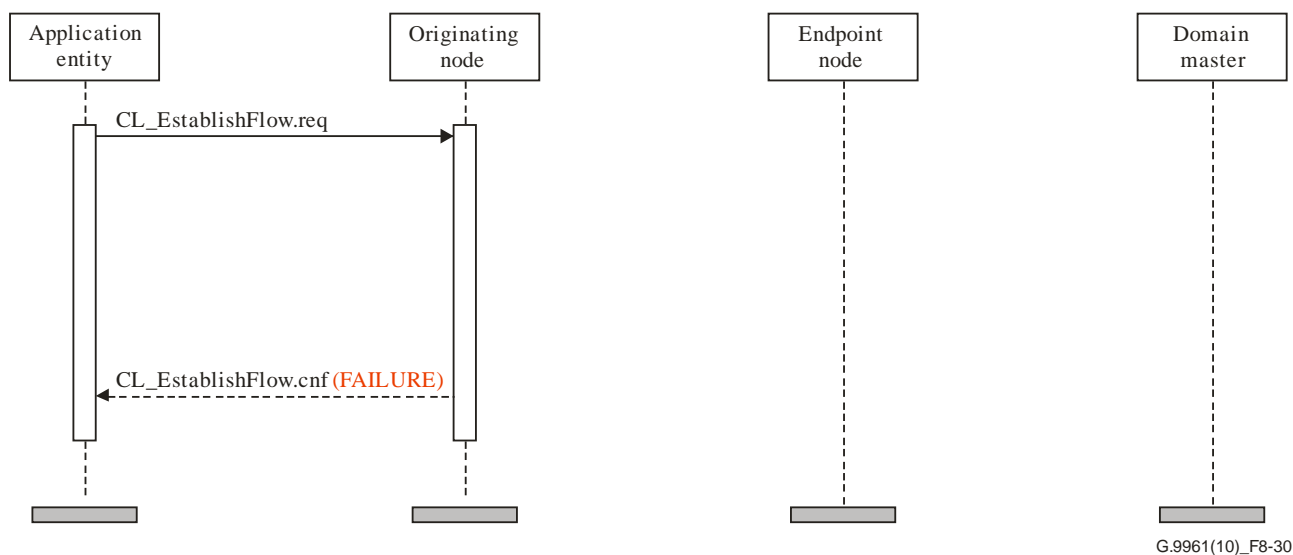 Application
entity
Originating
node
Endpoint
node
Domain
master
CL_EstablishFlow.req
CL_EstablishFlow.cnf (FAILURE)
G.9961(10)_F8-30